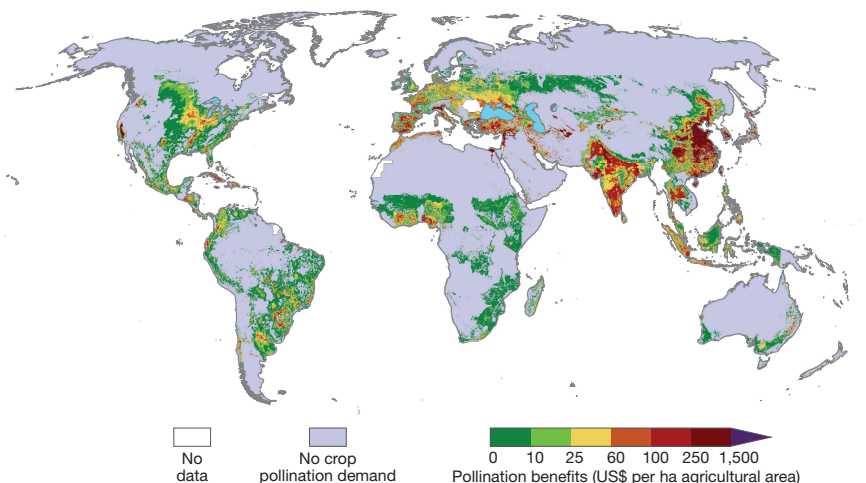 No
data
No crop
pollination demand
0 10 25 60 100 250 1,500
Pollination benefits (US$ per ha agricultural area)